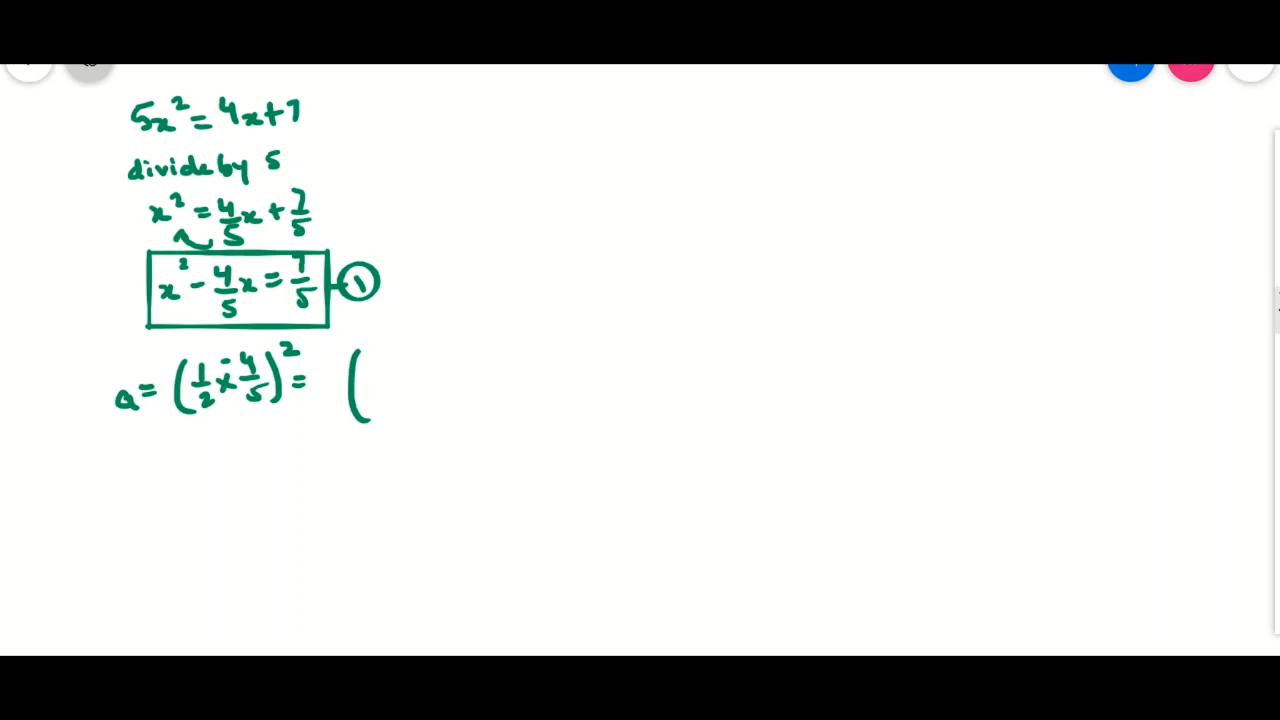 5x² = 4x + 7
divide by 5
x² = 4/5 x + 7/5
x² - 4/5 x = 7/5 ①
a = (1/2 × -4/5)² = (